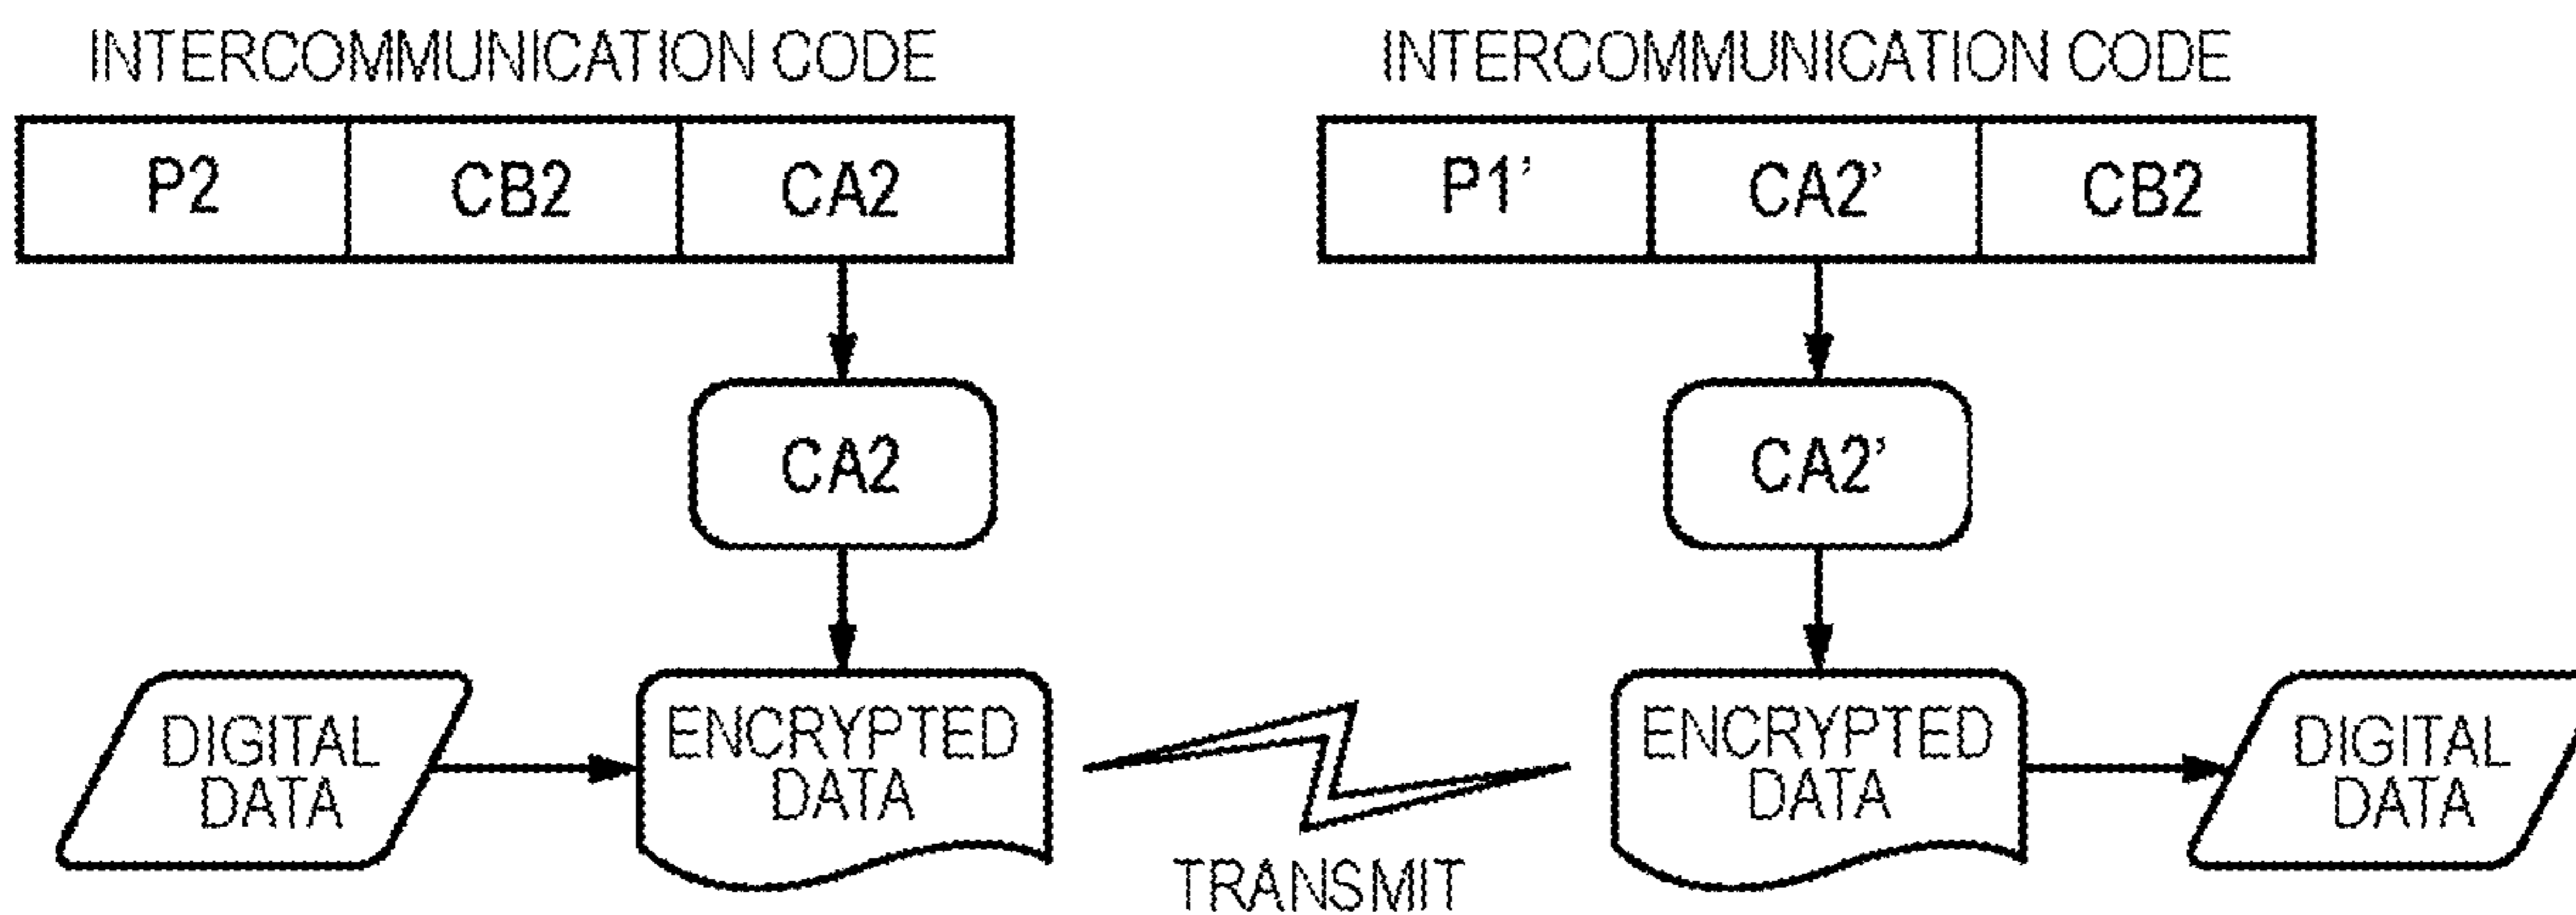 INTERCOMMUNICATION CODE
P2 CB2 CA2
CA2
DIGITAL
DATA
ENCRYPTED
DATA
TRANSMIT
INTERCOMMUNICATION CODE
P1' CA2' CB2
CA2'
ENCRYPTED
DATA
DIGITAL
DATA